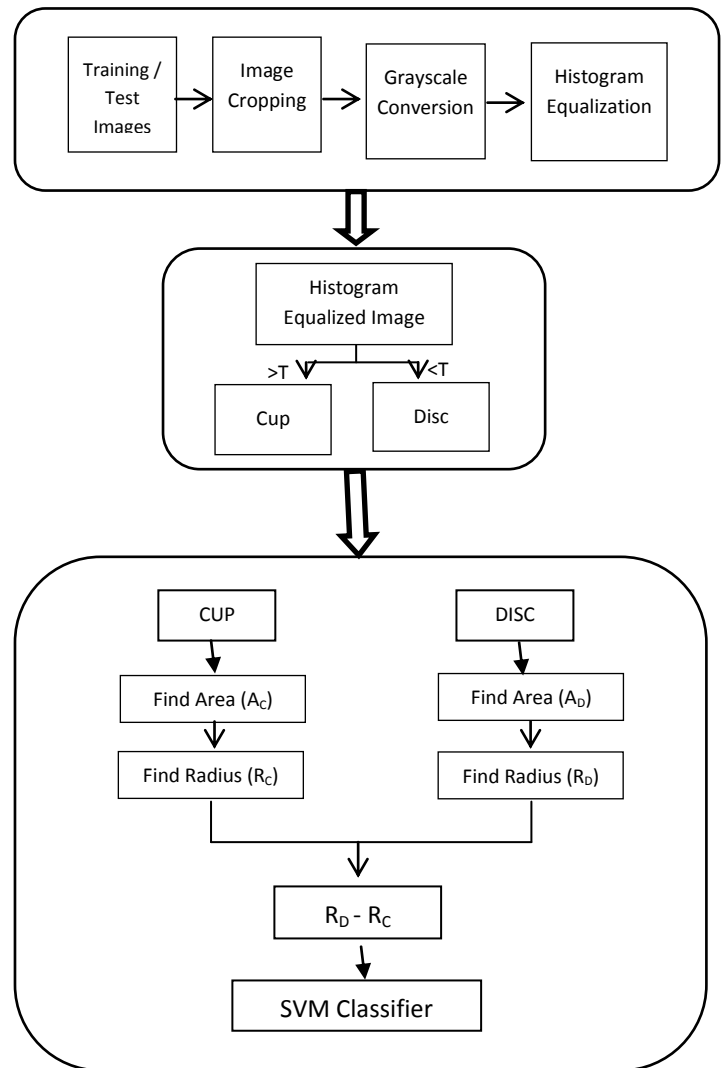 Training /
Test
Images
Image
Cropping
Grayscale
Conversion
Histogram
Equalization
Histogram
Equalized Image
>T
<T
Cup
Disc
CUP
DISC
Find Area (A_C)
Find Area (A_D)
Find Radius (R_C)
Find Radius (R_D)
R_D - R_C
SVM Classifier